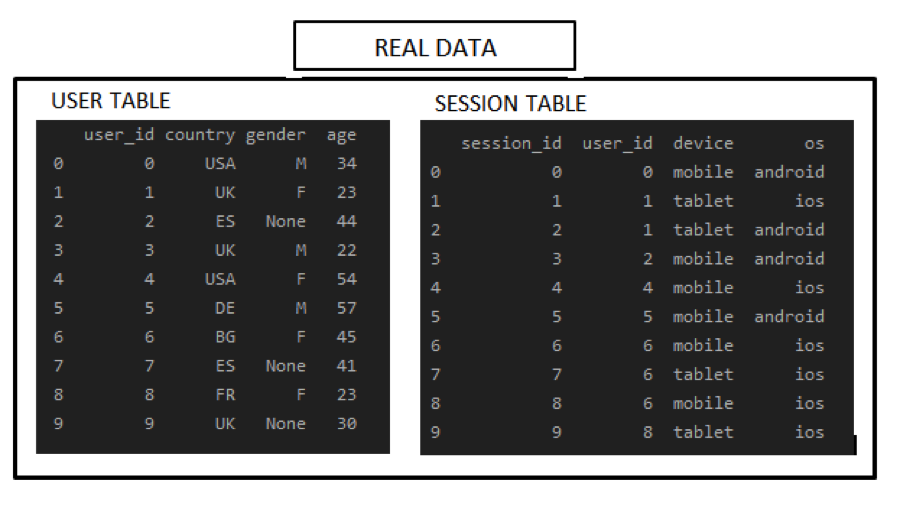 REAL DATA
USER TABLE
user_id country gender age
0 0 USA M 34
1 1 UK F 23
2 2 ES None 44
3 3 UK M 22
4 4 USA F 54
5 5 DE M 57
6 6 BG F 45
7 7 ES None 41
8 8 FR F 23
9 9 UK None 30
SESSION TABLE
session_id user_id device os
0 0 0 mobile android
1 1 1 tablet ios
2 2 1 tablet android
3 3 2 mobile android
4 4 4 mobile ios
5 5 5 mobile android
6 6 6 mobile ios
7 7 6 tablet ios
8 8 6 mobile ios
9 9 8 tablet ios